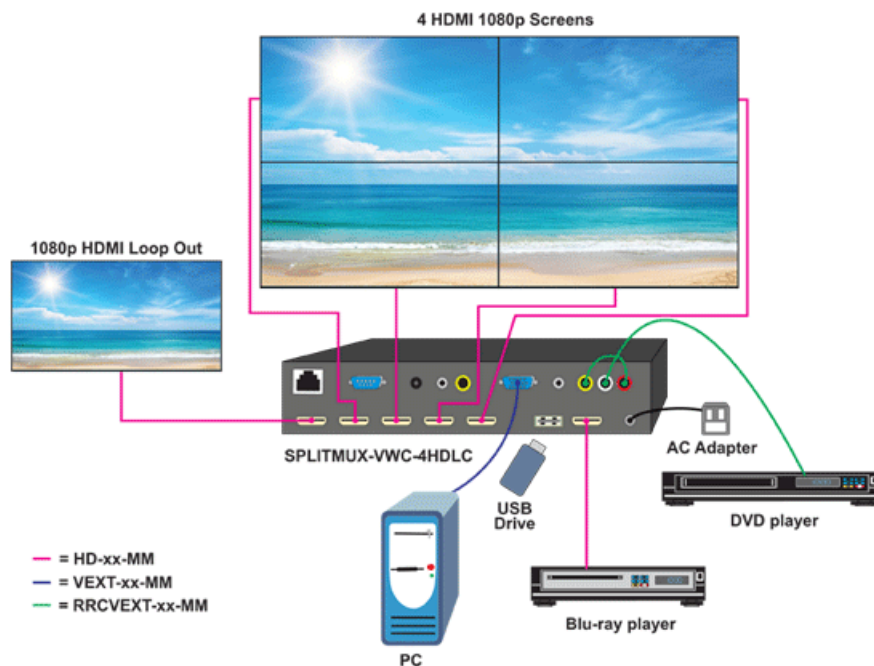 4 HDMI 1080p Screens
1080p HDMI Loop Out
SPLITMUX-VWC-4HDLC
AC Adapter
USB
Drive
DVD player
= HD-xx-MM
= VEXT-xx-MM
= RRCVEXT-xx-MM
Blu-ray player
PC